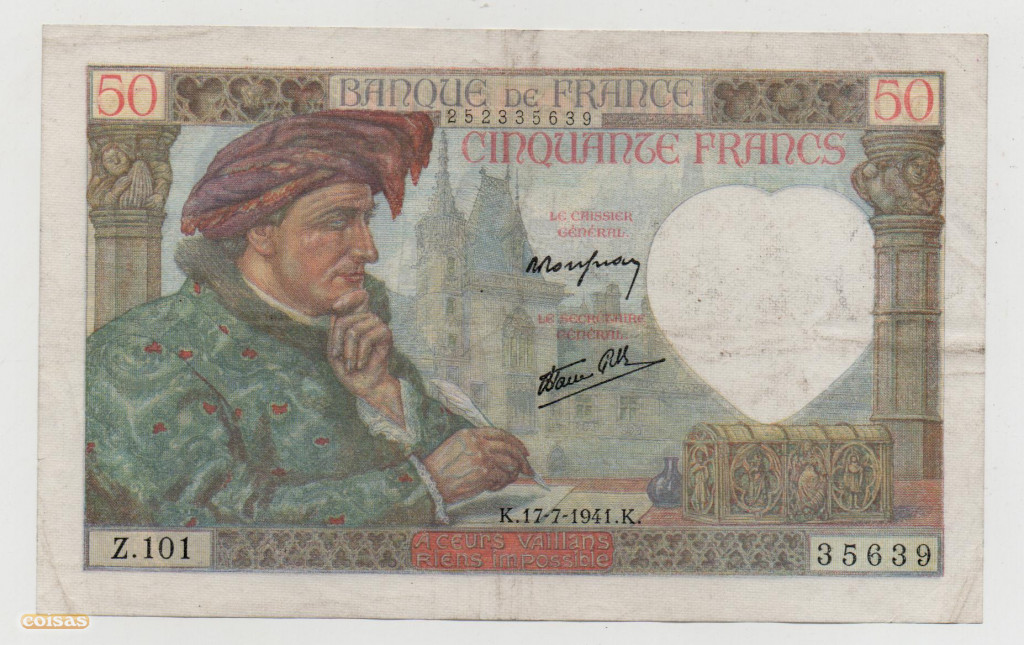 50 BANQUE DE FRANCE 50
252335639
CINQUANTE FRANCS
LE CAISSIER
GÉNÉRAL
LE SECRÉTAIRE
GÉNÉRAL
K.17-7-1941.K.
Z.101
A CŒURS VAILLANS
RIENS IMPOSSIBLE
35639
coisas